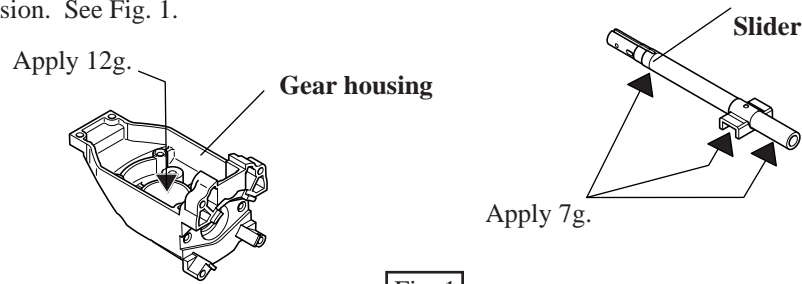 sion. See Fig. 1.
Apply 12g.
Gear housing
Slider
Apply 7g.
Fig. 1